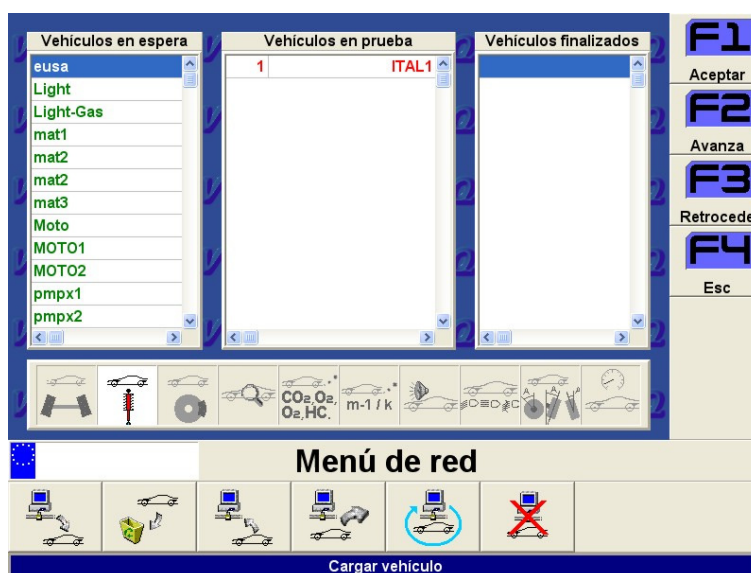 Vehículos en espera
eusa
Light
Light-Gas
mat1
mat2
mat2
mat3
Moto
MOTO1
MOTO2
pmpx1
pmpx2
Vehículos en prueba
1 ITAL1
Vehículos finalizados
F1
Aceptar
F2
Avanza
F3
Retrocede
F4
Esc
CO2,O2,
O2,HC.
m-1 / k
Menú de red
Cargar vehículo